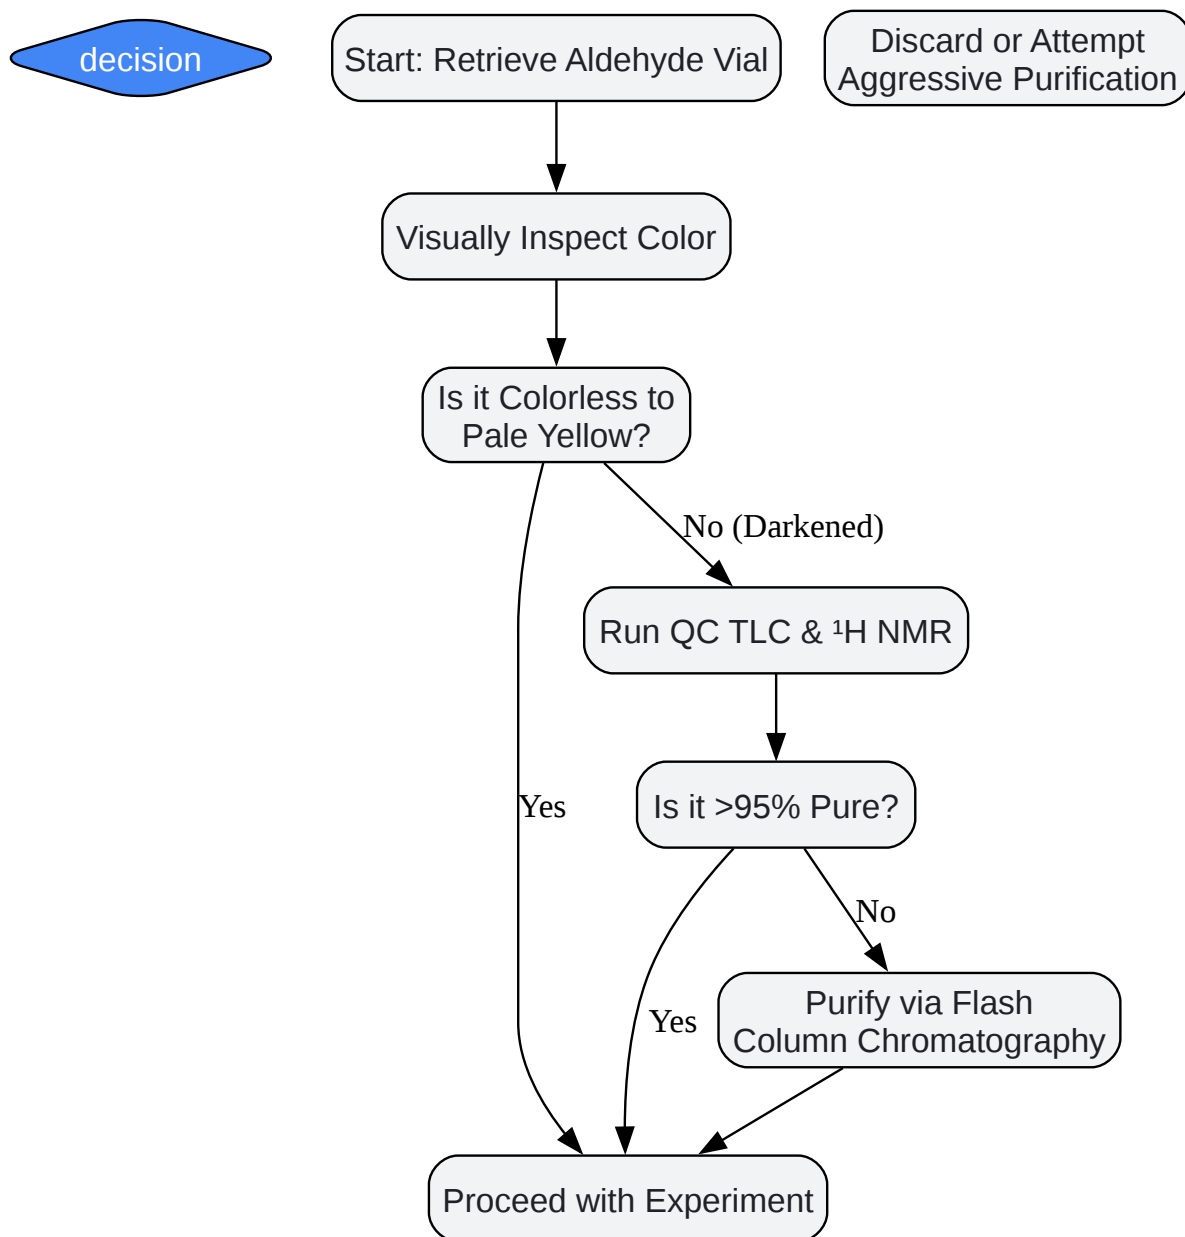 decision
Start: Retrieve Aldehyde Vial
Discard or Attempt
Aggressive Purification
Visually Inspect Color
Is it Colorless to
Pale Yellow?
No (Darkened)
Run QC TLC & ¹H NMR
Yes
Is it >95% Pure?
No
Yes
Purify via Flash
Column Chromatography
Proceed with Experiment